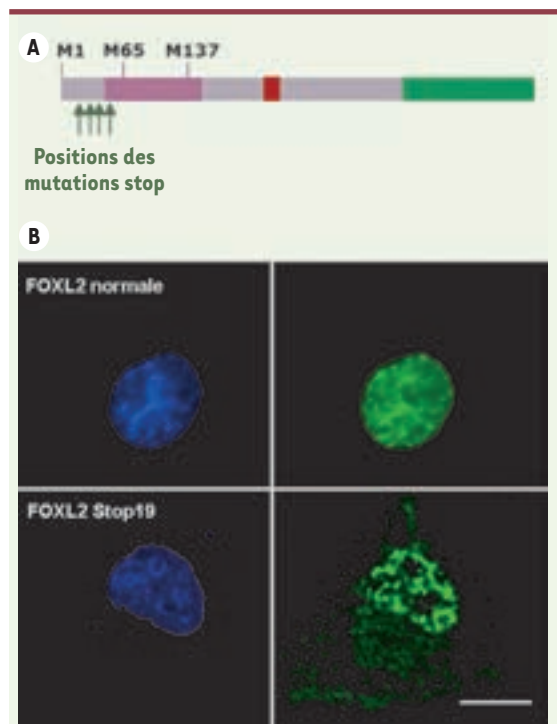 A
M1 M65 M137
Positions des
mutations stop
B
FOXL2 normale
FOXL2 Stop19